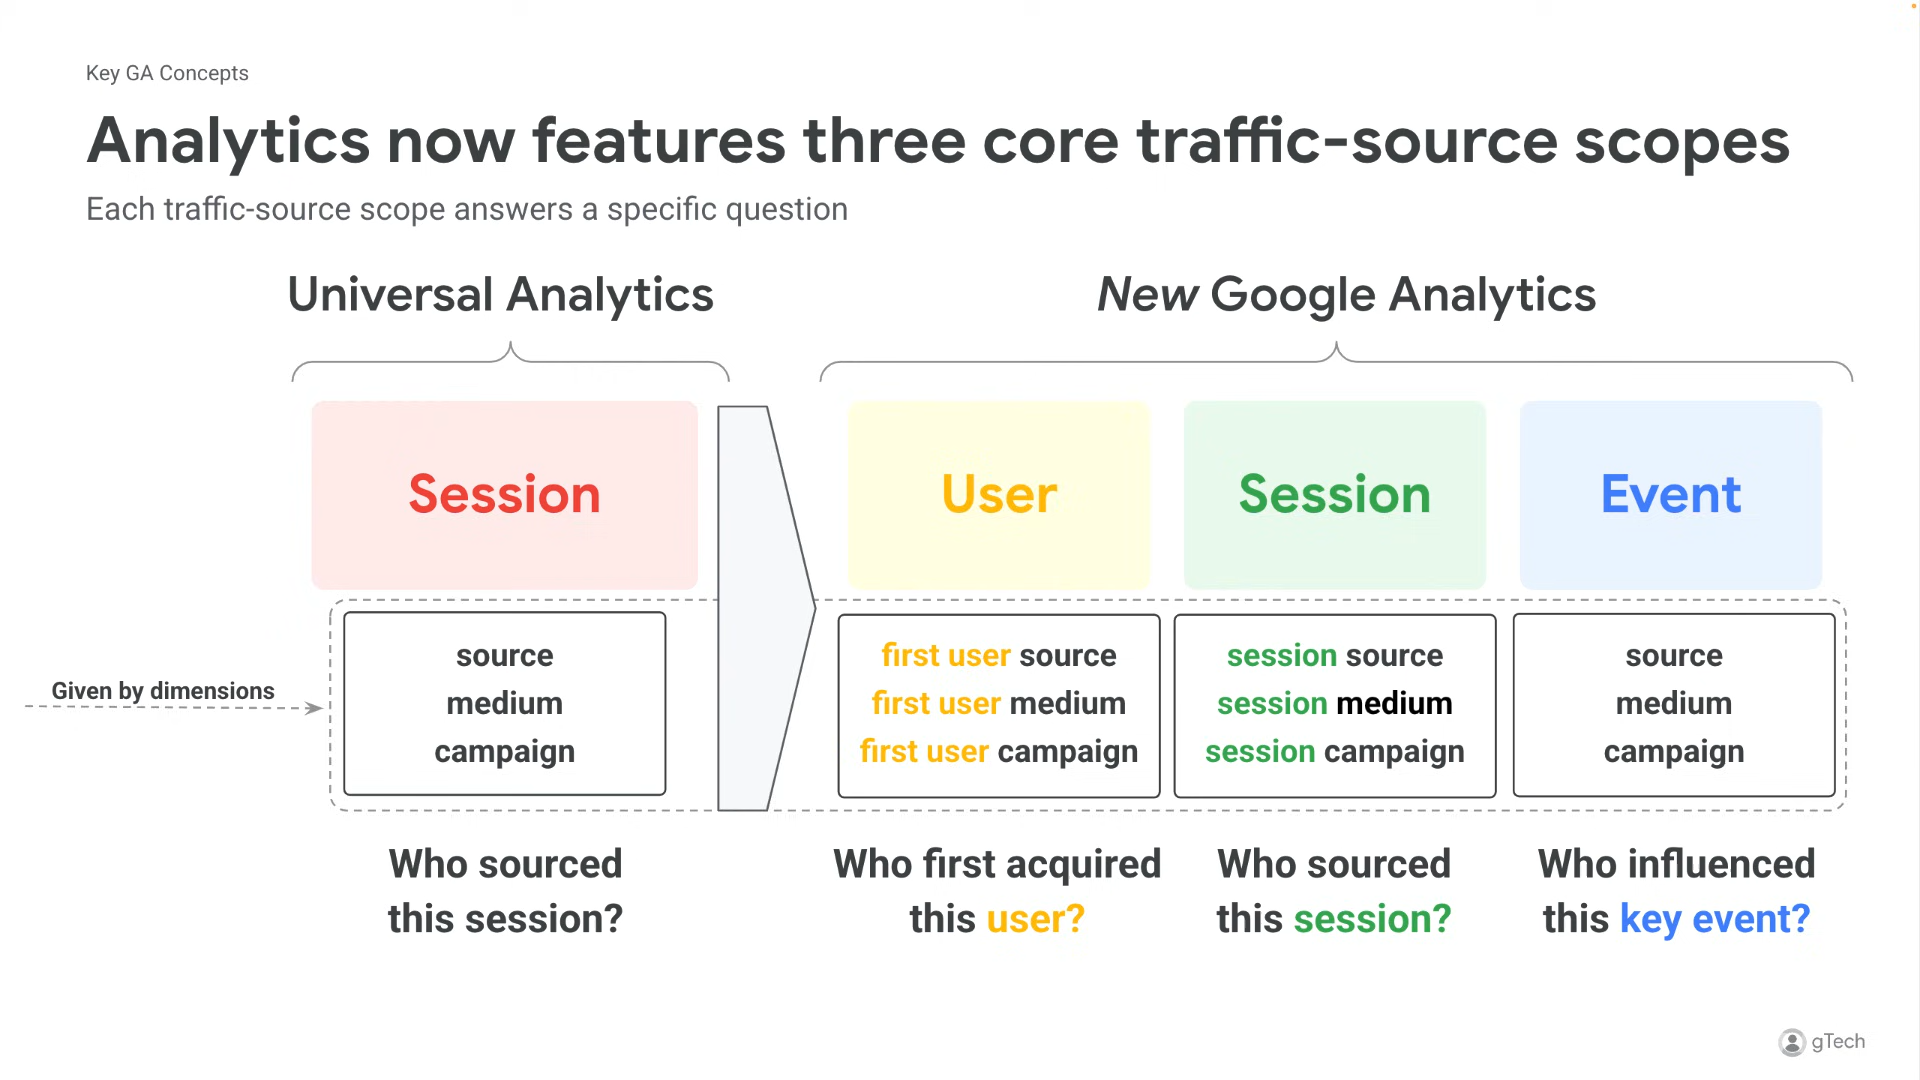 Key GA Concepts
Analytics now features three core traffic-source scopes
Each traffic-source scope answers a specific question
Universal Analytics
New Google Analytics
Session
User
Session
Event
Given by dimensions
source
medium
campaign
first user source
first user medium
first user campaign
session source
session medium
session campaign
source
medium
campaign
Who sourced
this session?
Who first acquired
this user?
Who sourced
this session?
Who influenced
this key event?
gTech